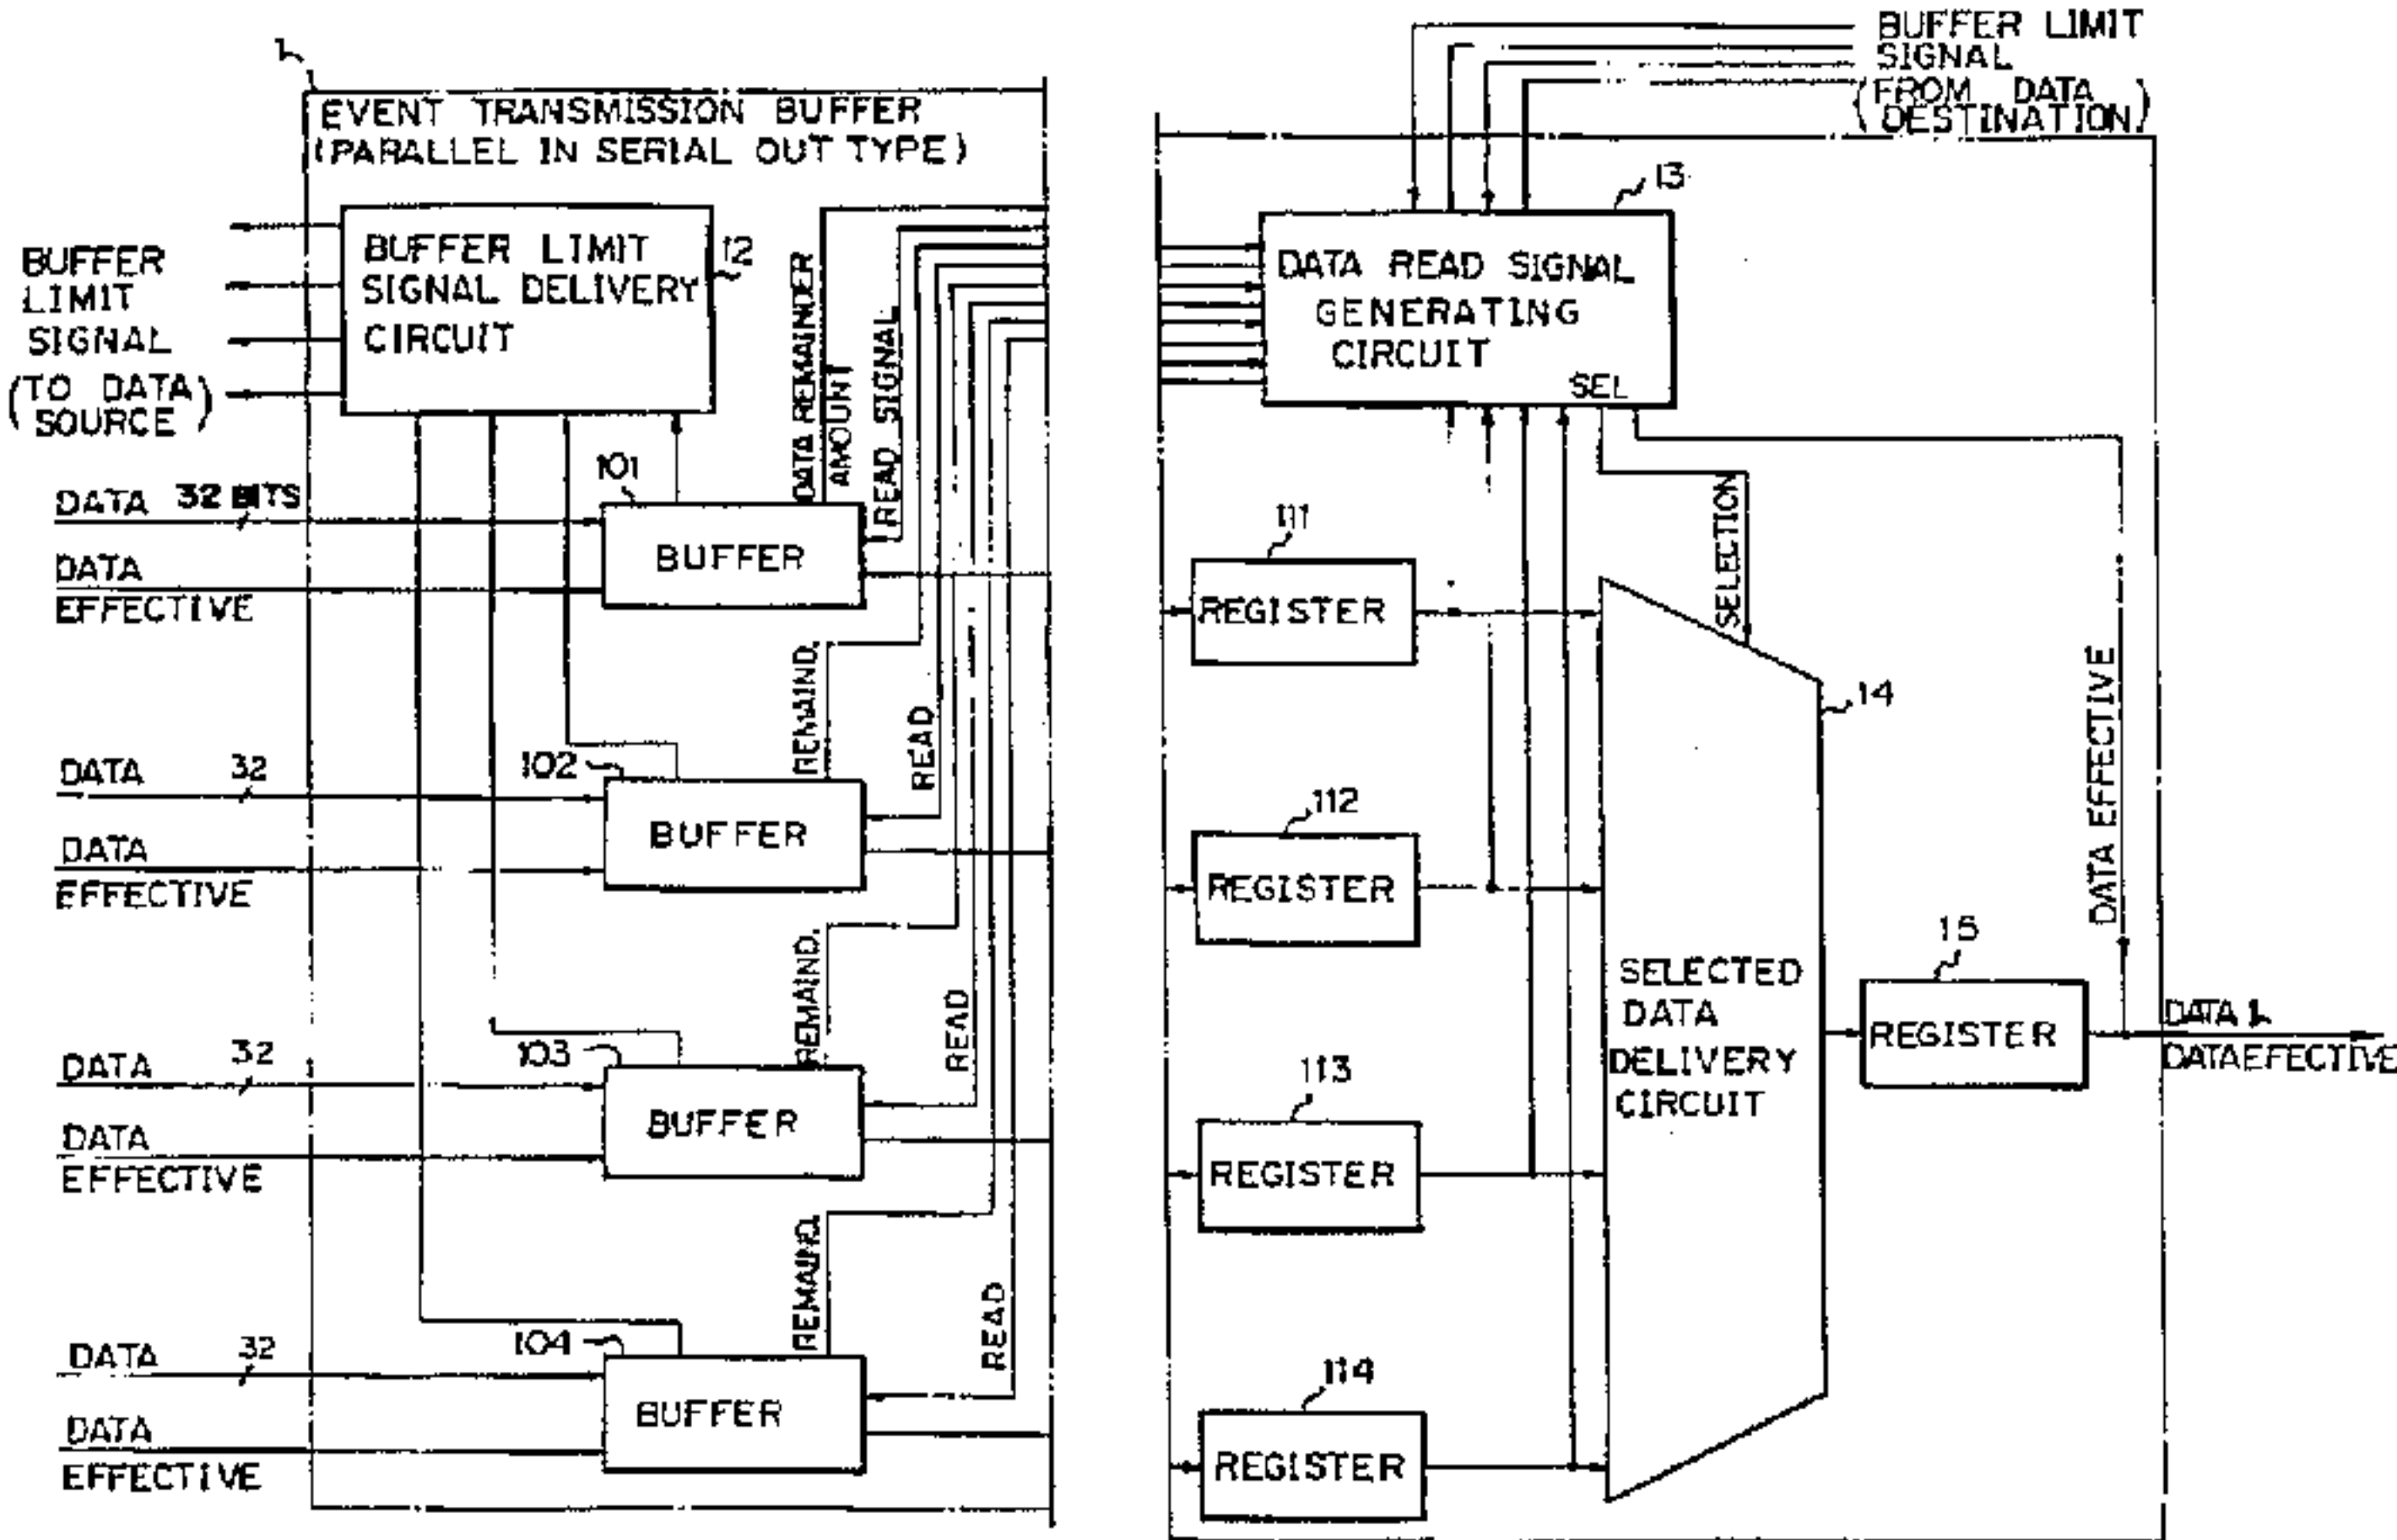 1
EVENT TRANSMISSION BUFFER
(PARALLEL IN SERIAL OUT TYPE)
BUFFER LIMIT
SIGNAL DELIVERY
CIRCUIT
12
BUFFER
LIMIT
SIGNAL
(TO DATA
SOURCE)
DATA REMAINDER
AMOUNT
READ SIGNAL
101
DATA 32 BITS
DATA
EFFECTIVE
BUFFER
REMAIND.
READ
102
DATA 32
DATA
EFFECTIVE
BUFFER
REMAIND.
READ
103
DATA 32
DATA
EFFECTIVE
BUFFER
REMAIND.
READ
104
DATA 32
DATA
EFFECTIVE
BUFFER
BUFFER LIMIT
SIGNAL
(FROM DATA
DESTINATION)
13
DATA READ SIGNAL
GENERATING
CIRCUIT
SEL
SELECTION
111
REGISTER
14
DATA EFFECTIVE
112
REGISTER
SELECTED
DATA
DELIVERY
CIRCUIT
15
REGISTER
DATA 1
DATAEFECTIVE
113
REGISTER
114
REGISTER